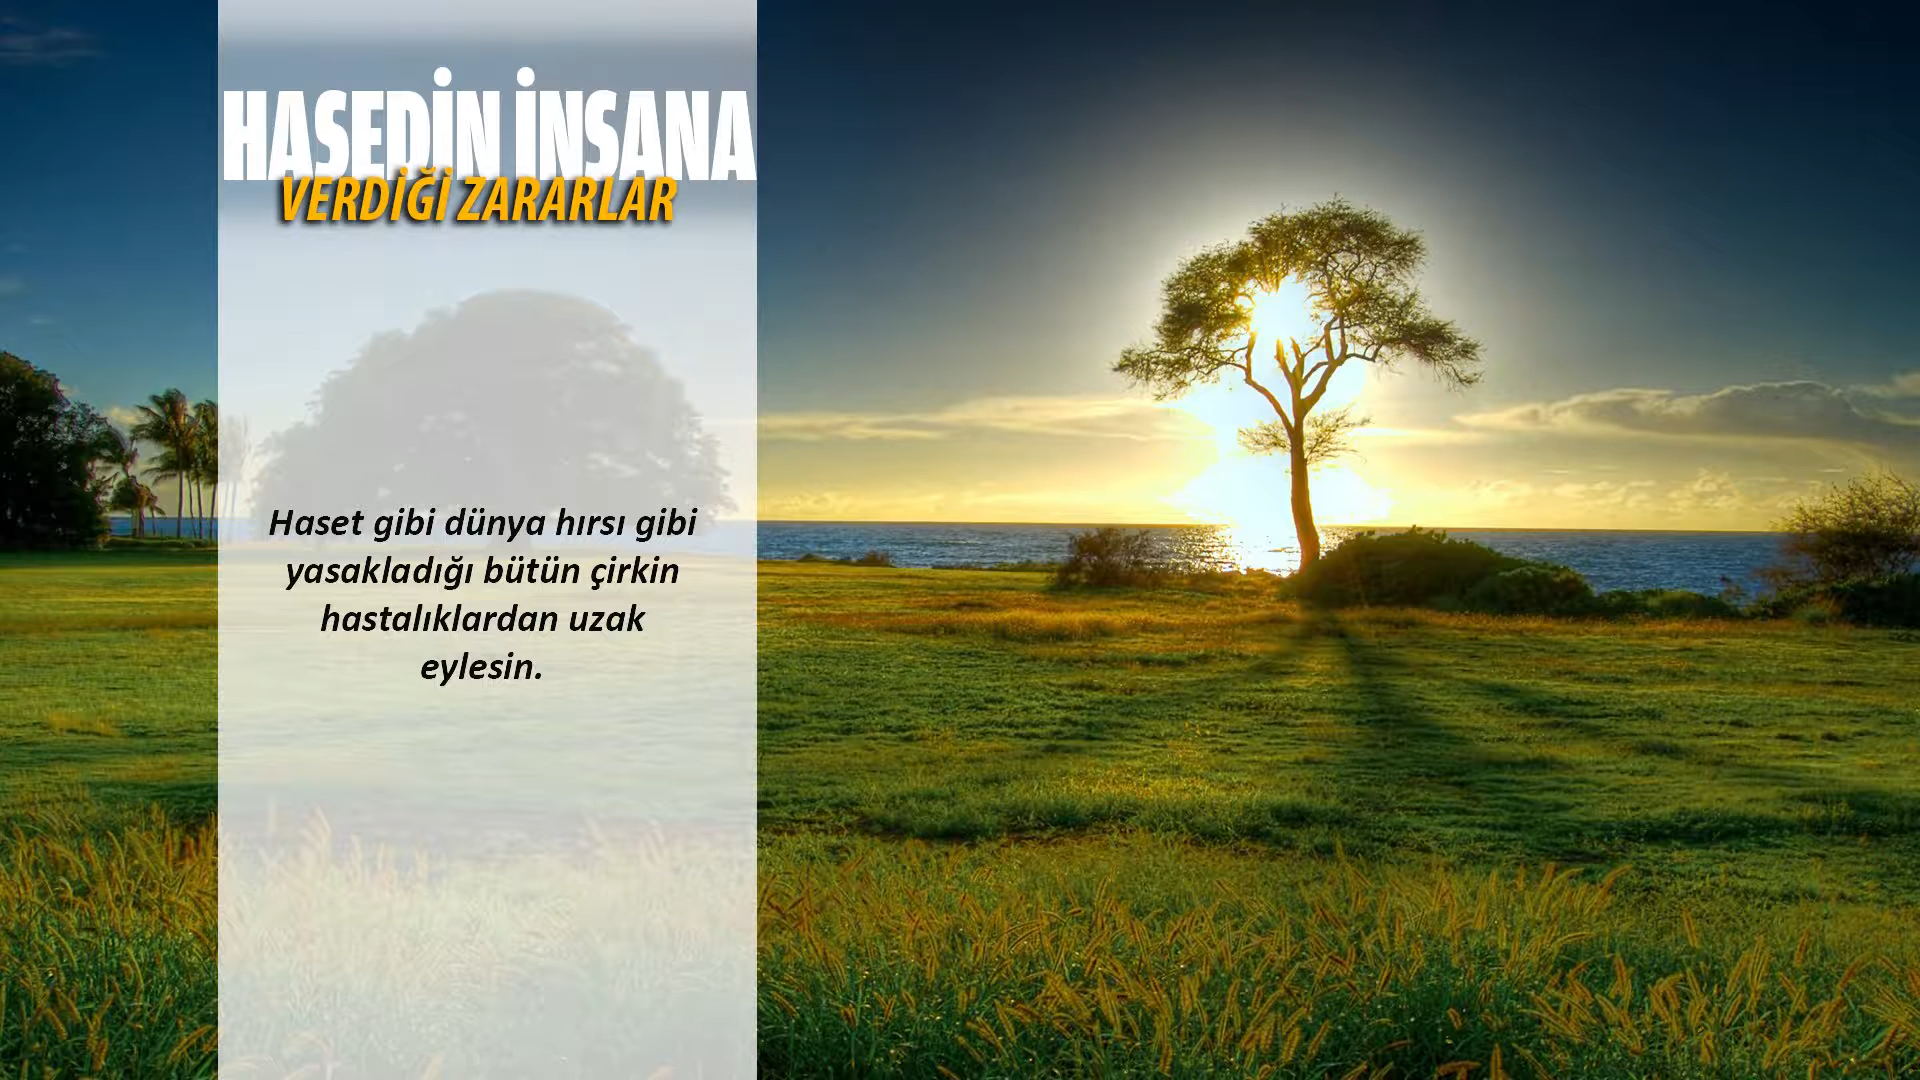 HASEDİN İNSANA
VERDİĞİ ZARARLAR
Haset gibi dünya hırsı gibi
yasakladığı bütün çirkin
hastalıklardan uzak
eylesin.